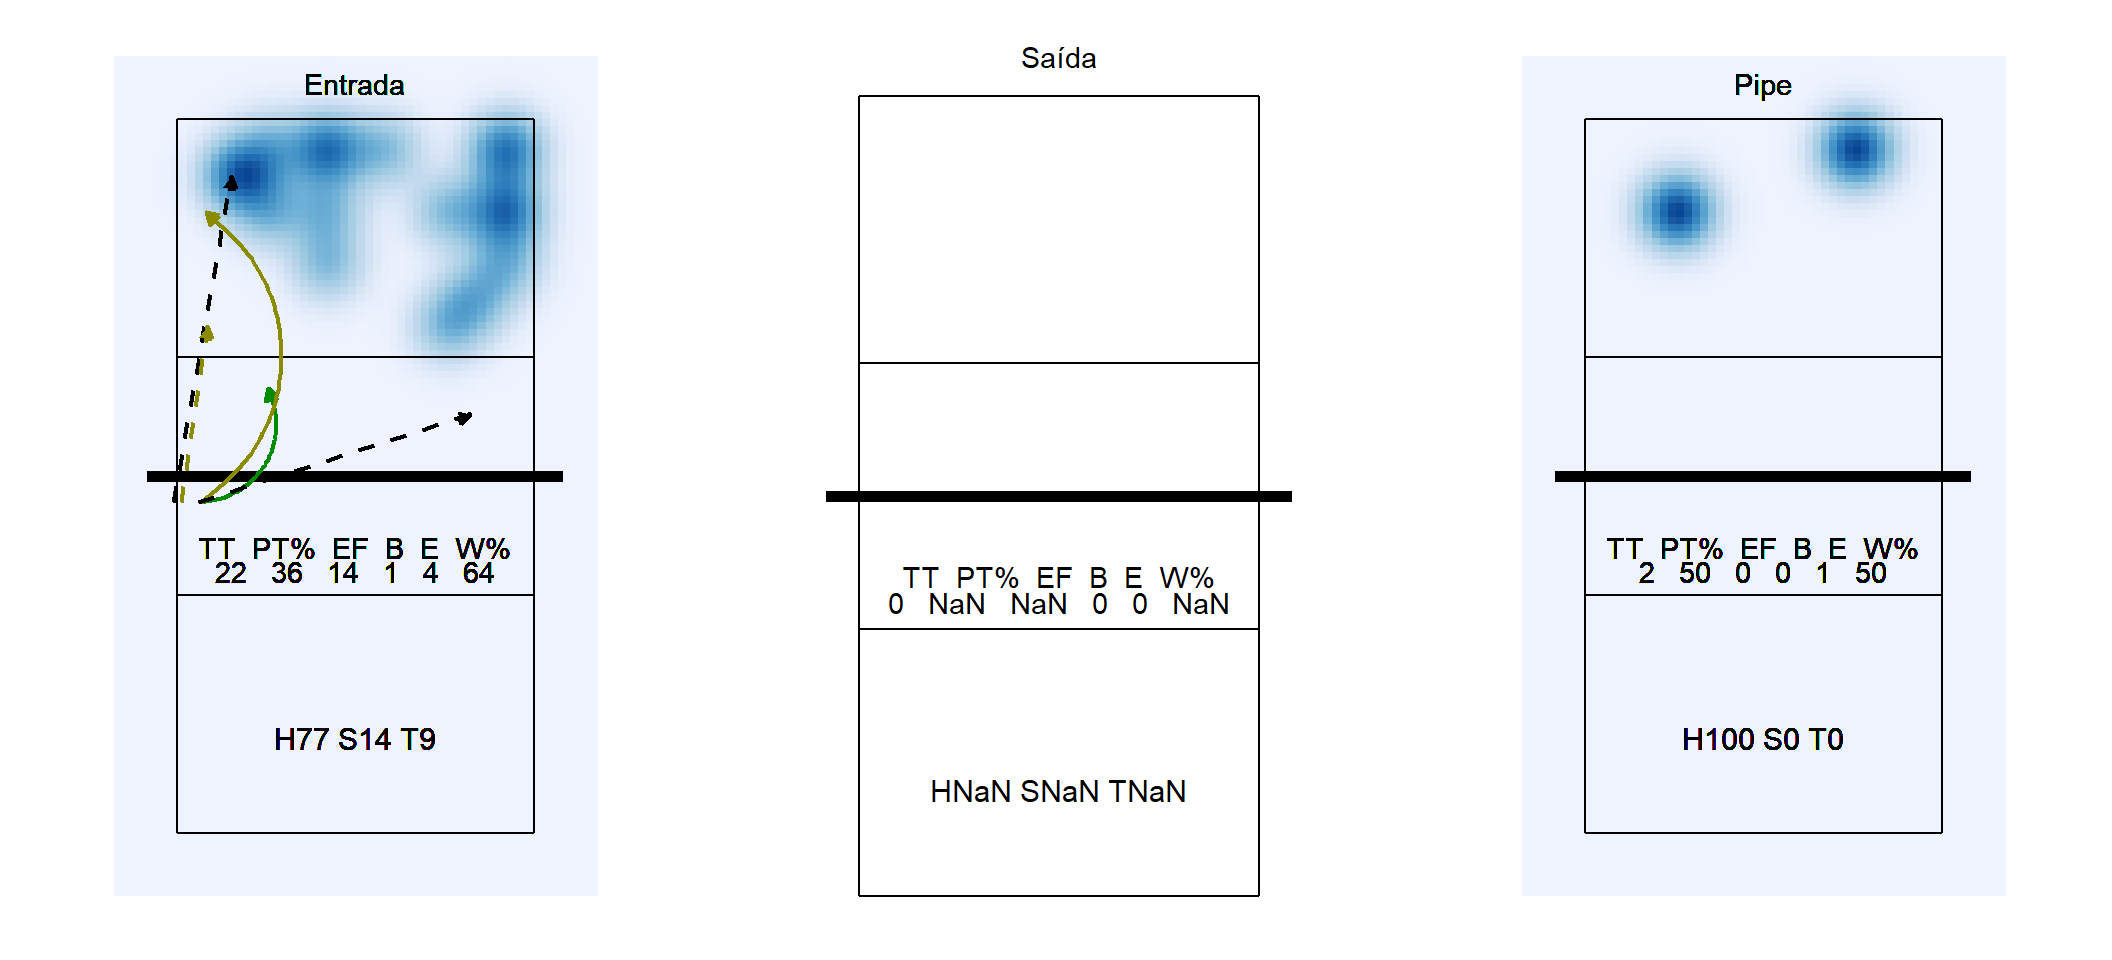 Entrada
TT PT% EF B E W%
22 36 14 1 4 64
H77 S14 T9
Saída
TT PT% EF B E W%
0 NaN NaN 0 0 NaN
HNaN SNaN TNaN
Pipe
TT PT% EF B E W%
2 50 0 0 1 50
H100 S0 T0